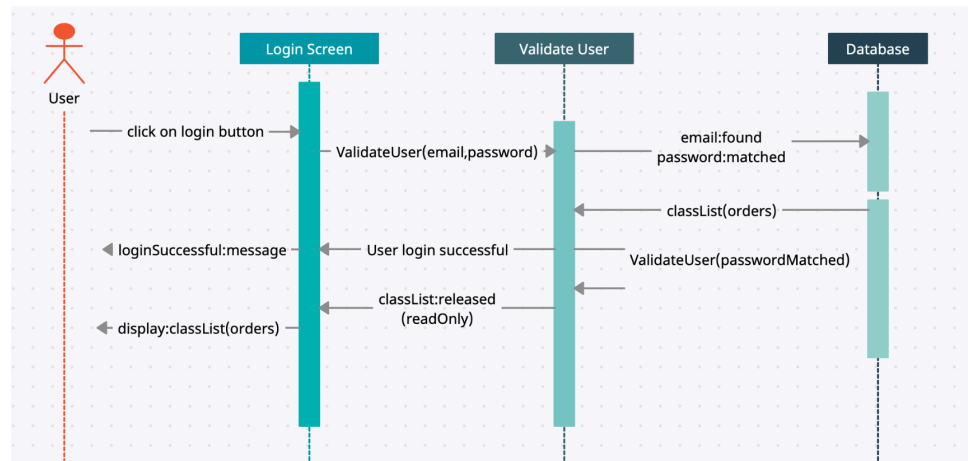 Login Screen
Validate User
Database
User
click on login button
ValidateUser(email,password)
email:found
password:matched
classList(orders)
loginSuccessful:message
User login successful
ValidateUser(passwordMatched)
classList:released
(readOnly)
display:classList(orders)